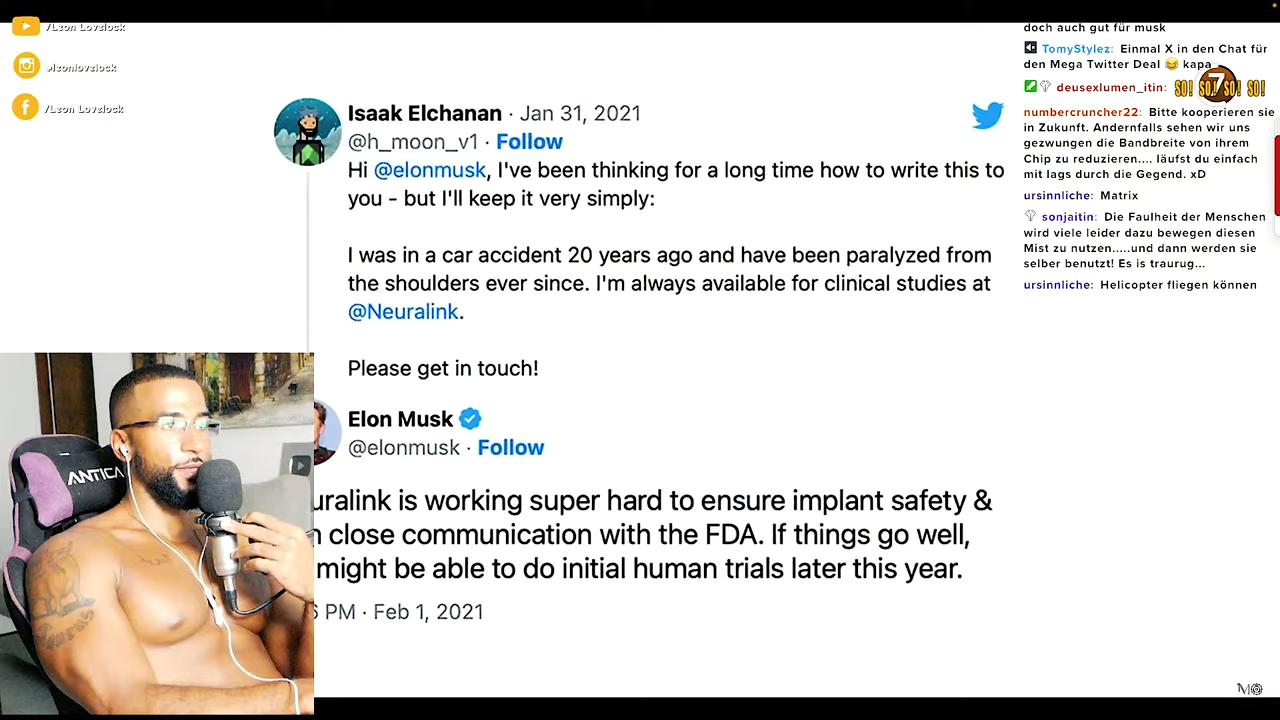 /Leon Lovelock
/leonlovelock
/Leon Lovelock
Isaak Elchanan · Jan 31, 2021
@h_moon_v1 · Follow
Hi @elonmusk, I've been thinking for a long time how to write this to
you - but I'll keep it very simply:
I was in a car accident 20 years ago and have been paralyzed from
the shoulders ever since. I'm always available for clinical studies at
@Neuralink.
Please get in touch!
Elon Musk
@elonmusk · Follow
uralink is working super hard to ensure implant safety &
close communication with the FDA. If things go well,
might be able to do initial human trials later this year.
PM · Feb 1, 2021
ANTICA
doch auch gut für musk
TomyStylez: Einmal X in den Chat für
den Mega Twitter Deal 😂 kapa
deusexlumen_itin: SO! SO! SO! SO!
7
numbercruncher22: Bitte kooperieren sie
in Zukunft. Andernfalls sehen wir uns
gezwungen die Bandbreite von ihrem
Chip zu reduzieren.... läufst du einfach
mit lags durch die Gegend. xD
ursinnliche: Matrix
sonjaitin: Die Faulheit der Menschen
wird viele leider dazu bewegen diesen
Mist zu nutzen.....und dann werden sie
selber benutzt! Es is traurug...
ursinnliche: Helicopter fliegen können